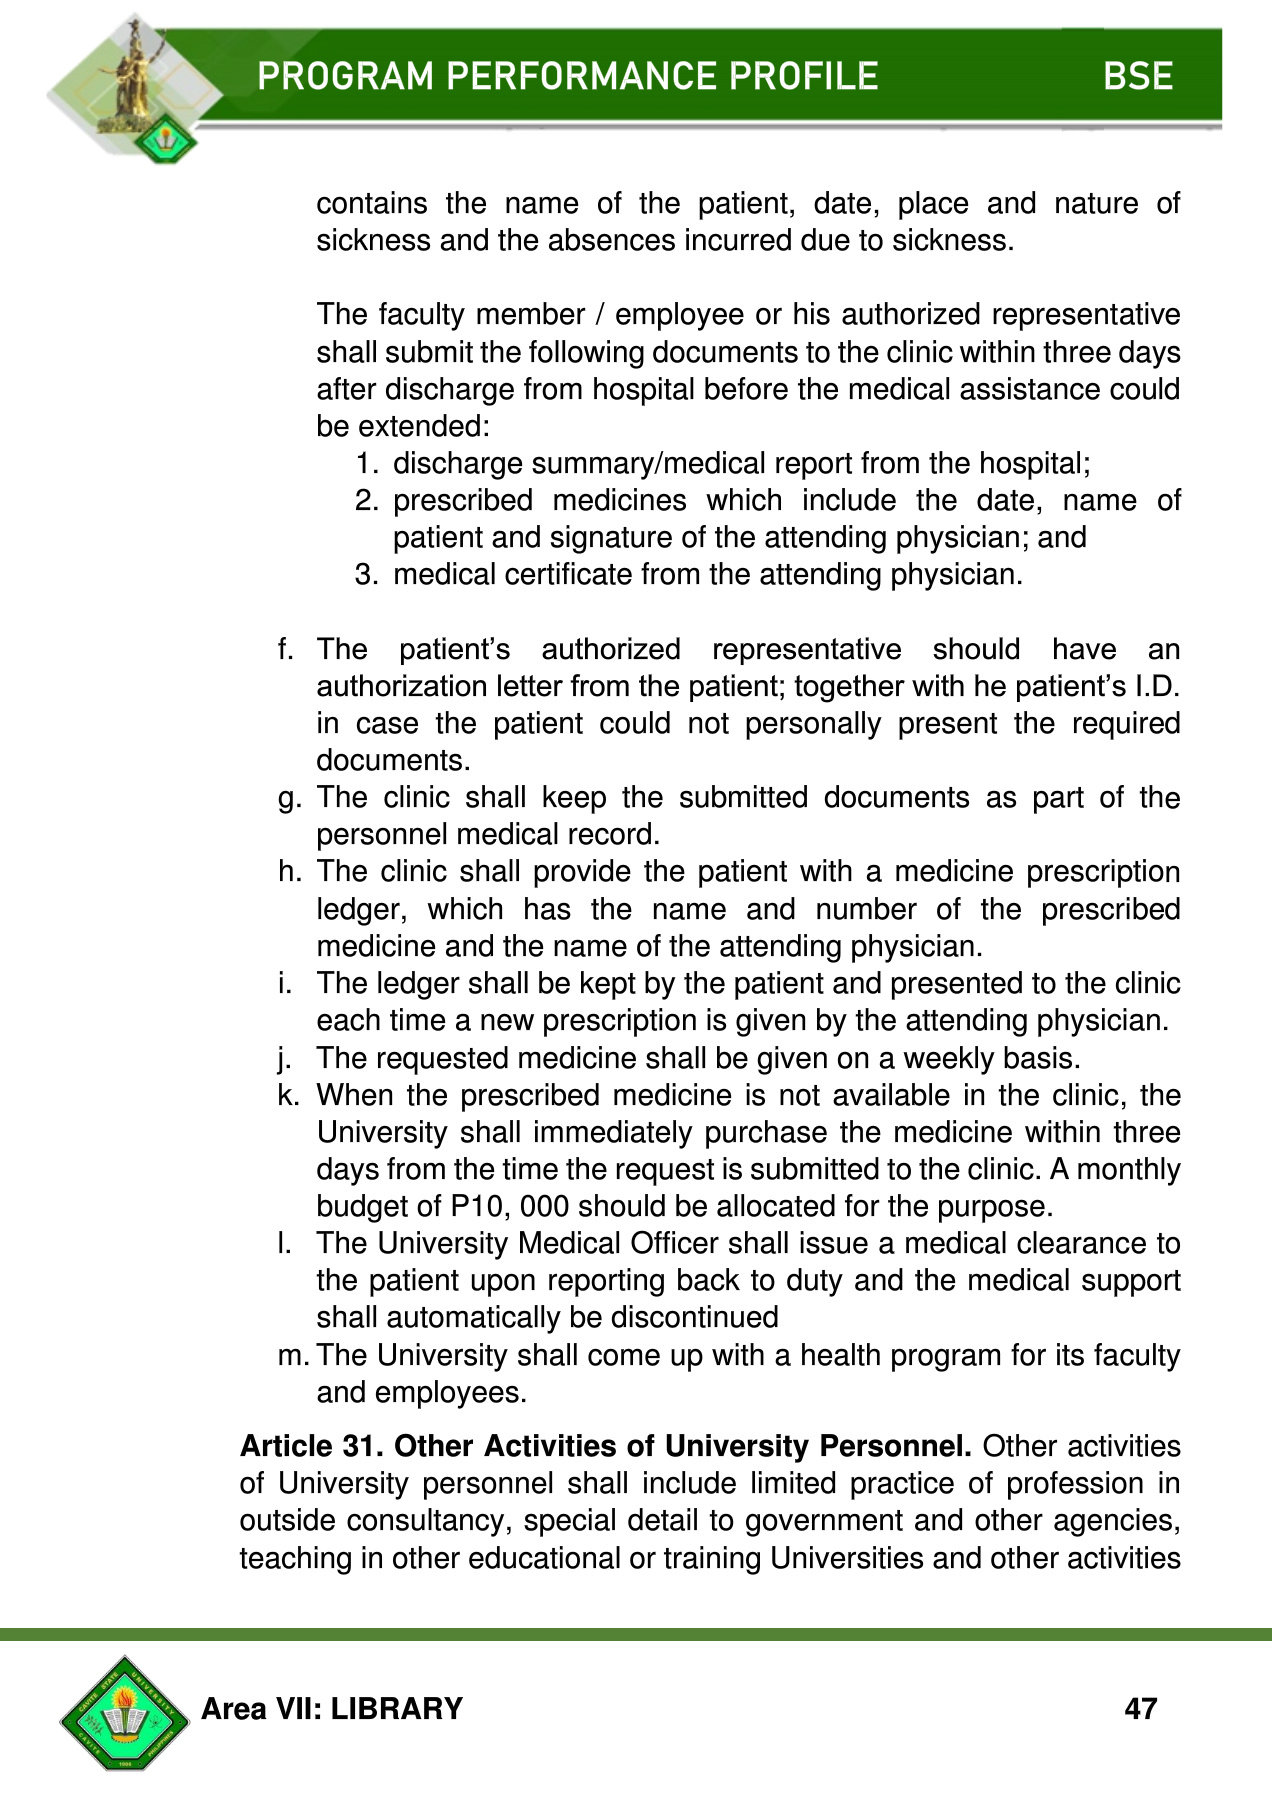 PROGRAM PERFORMANCE PROFILE BSE
contains the name of the patient, date, place and nature of
sickness and the absences incurred due to sickness.
The faculty member / employee or his authorized representative
shall submit the following documents to the clinic within three days
after discharge from hospital before the medical assistance could
be extended:
1. discharge summary/medical report from the hospital;
2. prescribed medicines which include the date, name of
patient and signature of the attending physician; and
3. medical certificate from the attending physician.
f. The patient’s authorized representative should have an
authorization letter from the patient; together with he patient’s I.D.
in case the patient could not personally present the required
documents.
g. The clinic shall keep the submitted documents as part of the
personnel medical record.
h. The clinic shall provide the patient with a medicine prescription
ledger, which has the name and number of the prescribed
medicine and the name of the attending physician.
i. The ledger shall be kept by the patient and presented to the clinic
each time a new prescription is given by the attending physician.
j. The requested medicine shall be given on a weekly basis.
k. When the prescribed medicine is not available in the clinic, the
University shall immediately purchase the medicine within three
days from the time the request is submitted to the clinic. A monthly
budget of P10, 000 should be allocated for the purpose.
l. The University Medical Officer shall issue a medical clearance to
the patient upon reporting back to duty and the medical support
shall automatically be discontinued
m. The University shall come up with a health program for its faculty
and employees.
Article 31. Other Activities of University Personnel. Other activities
of University personnel shall include limited practice of profession in
outside consultancy, special detail to government and other agencies,
teaching in other educational or training Universities and other activities
CAVITE STATE UNIVERSITY
CAVITE PHILIPPINES
1906
Area VII: LIBRARY 47